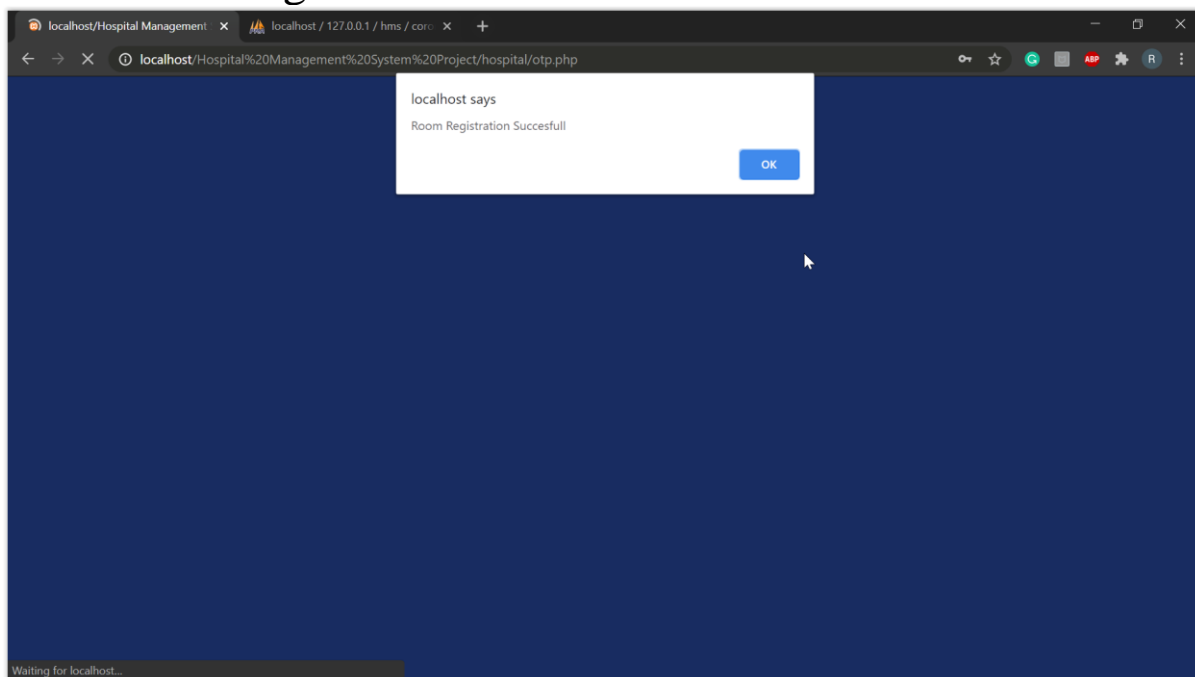 localhost/Hospital Management
localhost / 127.0.0.1 / hms / coro
localhost/Hospital%20Management%20System%20Project/hospital/otp.php
ABP
R
localhost says
Room Registration Succesfull
OK
Waiting for localhost...